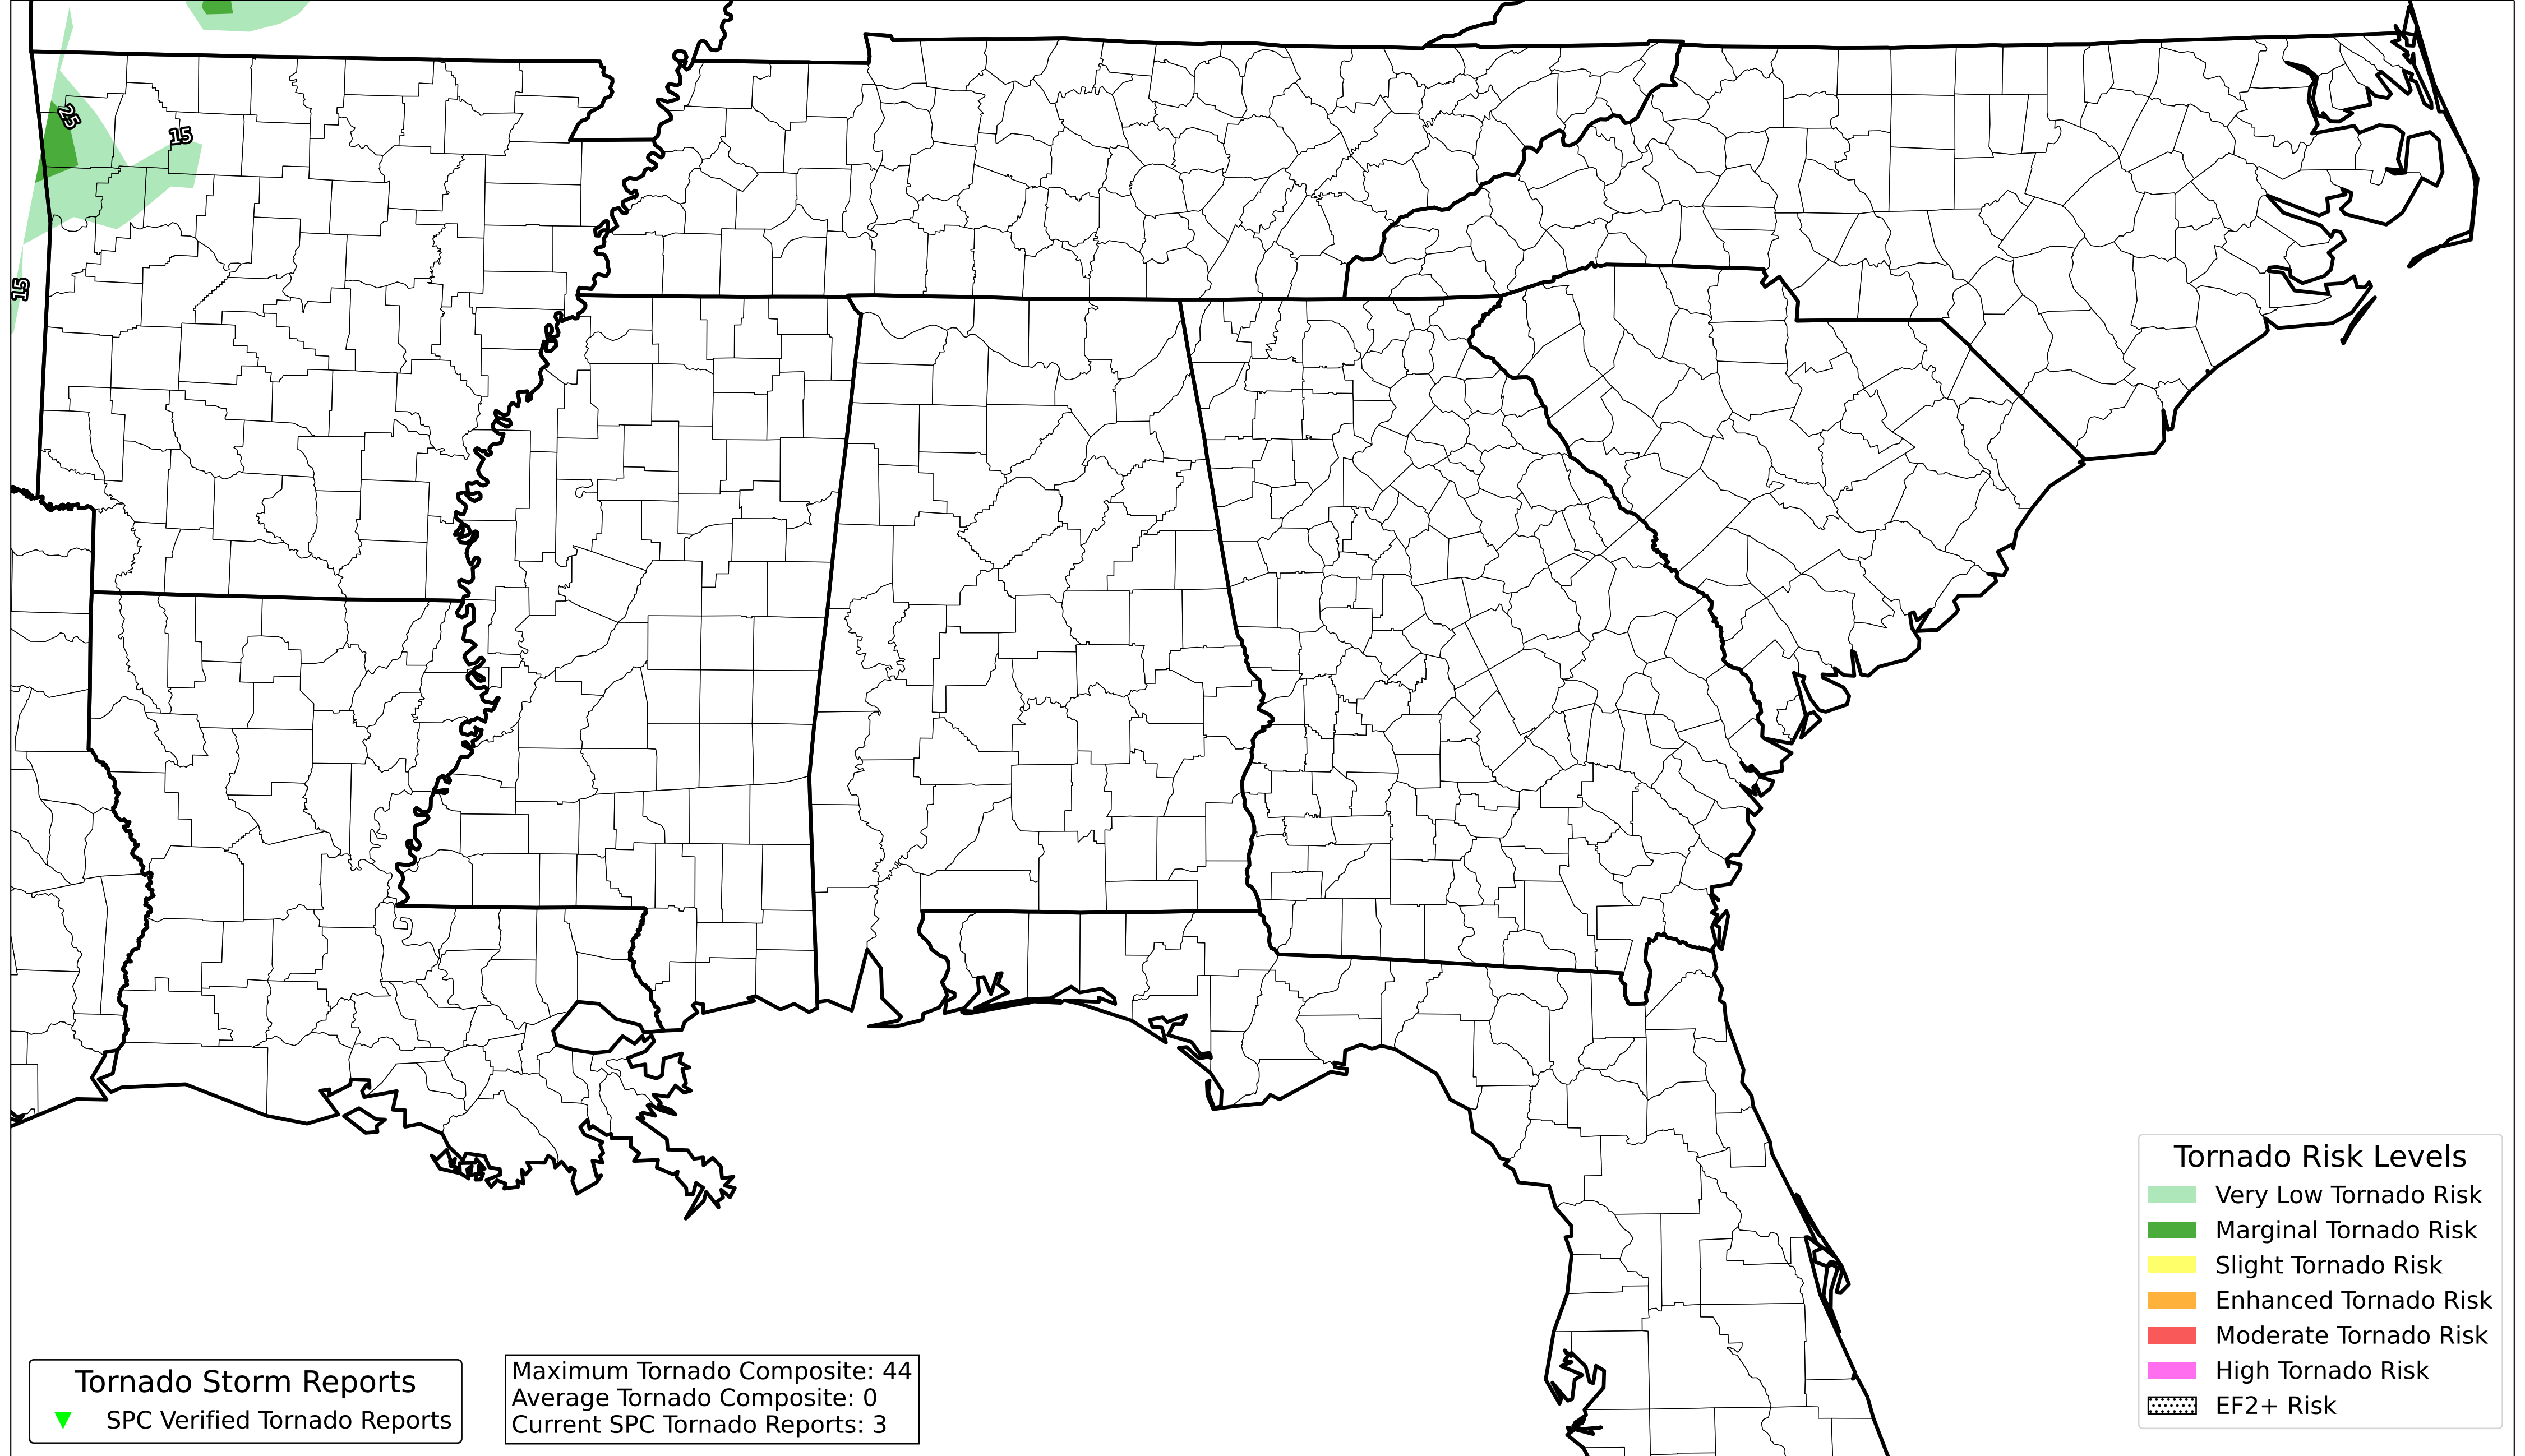 25
15
15
Tornado Risk Levels
Very Low Tornado Risk
Marginal Tornado Risk
Slight Tornado Risk
Enhanced Tornado Risk
Moderate Tornado Risk
High Tornado Risk
EF2+ Risk
Tornado Storm Reports
SPC Verified Tornado Reports
Maximum Tornado Composite: 44
Average Tornado Composite: 0
Current SPC Tornado Reports: 3